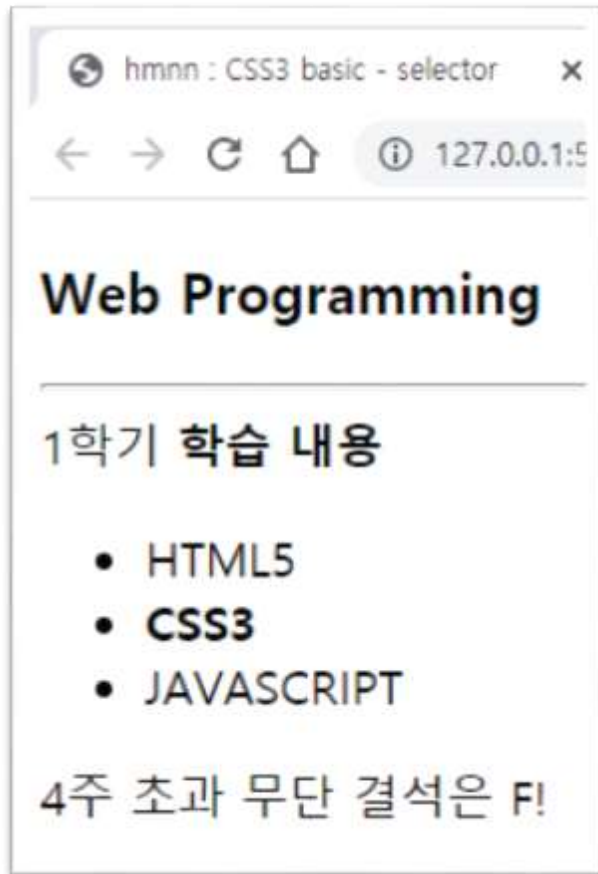 hmnn : CSS3 basic - selector
127.0.0.1:5
Web Programming
1학기 학습 내용
HTML5
CSS3
JAVASCRIPT
4주 초과 무단 결석은 F!